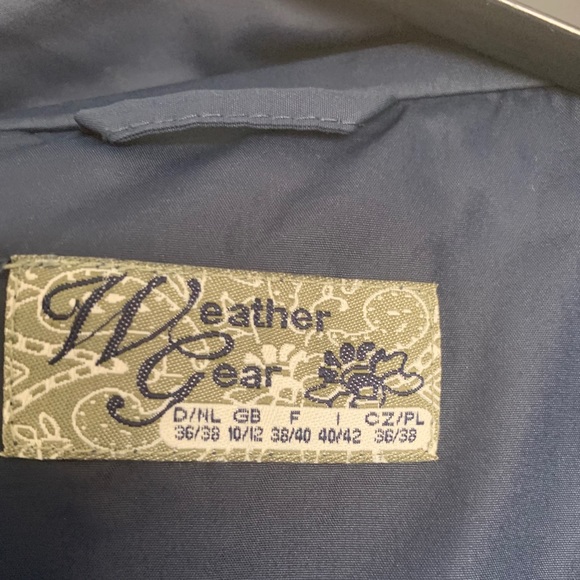 Weather
Gear
D/NL GB F I CZ/PL
36/38 10/12 38/40 40/42 36/38